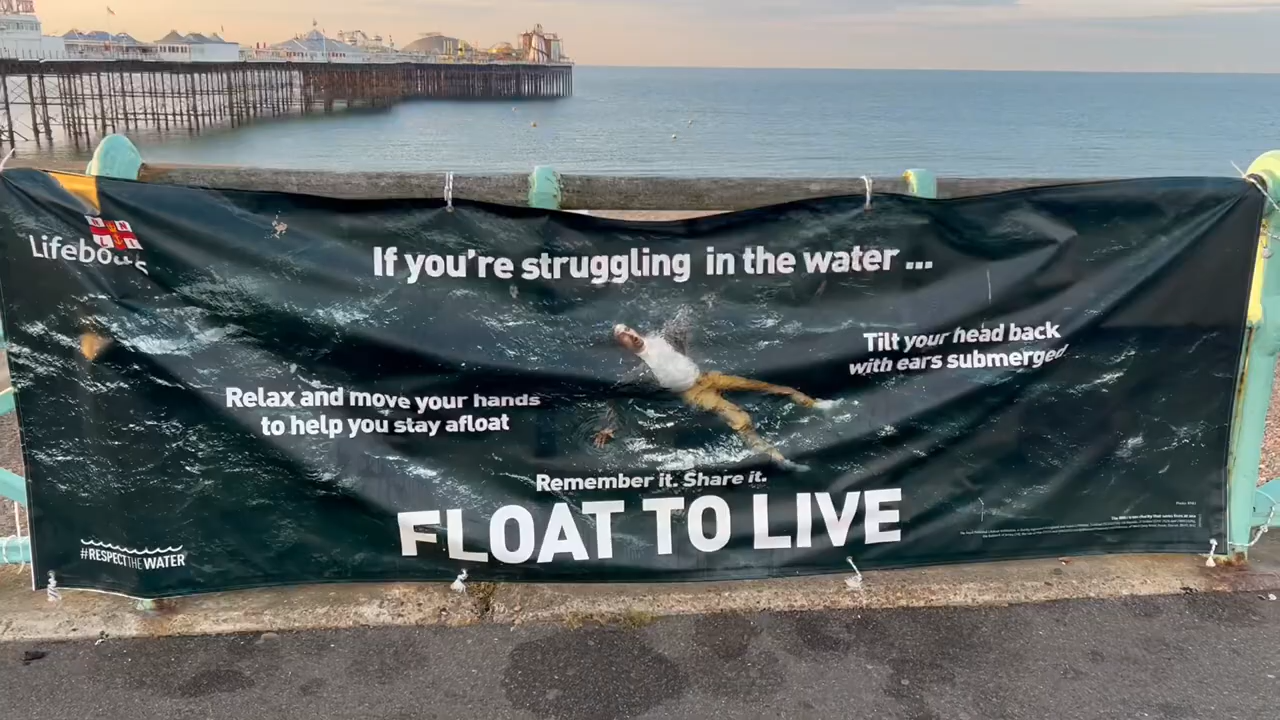 Lifeboats
If you're struggling in the water ...
Tilt your head back
with ears submerged
Relax and move your hands
to help you stay afloat
Remember it. Share it.
FLOAT TO LIVE
#RESPECTTHEWATER